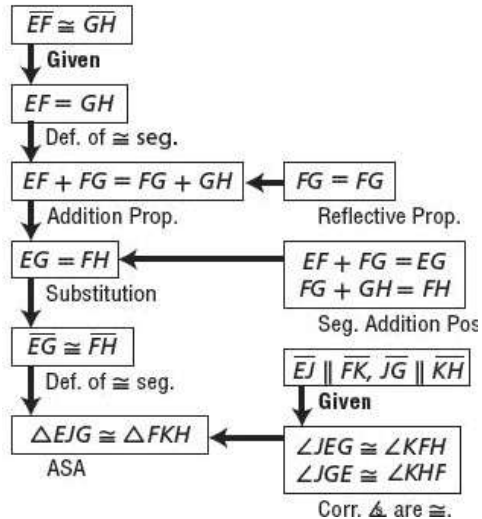 EF ≅ GH
Given
EF = GH
Def. of ≅ seg.
EF + FG = FG + GH
FG = FG
Addition Prop.
Reflective Prop.
EG = FH
EF + FG = EG
FG + GH = FH
Substitution
Seg. Addition Pos
EG ≅ FH
Def. of ≅ seg.
EJ ∥ FK, JG ∥ KH
Given
△EJG ≅ △FKH
ASA
∠JEG ≅ ∠KFH
∠JGE ≅ ∠KHF
Corr. ∡s are ≅.